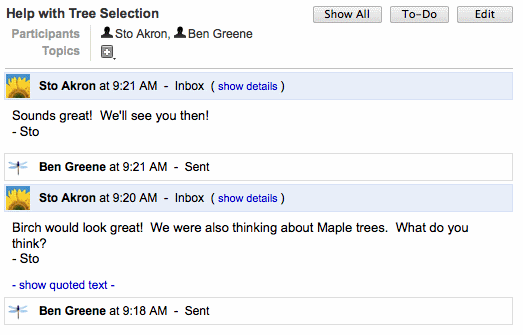 Help with Tree Selection Show All To-Do Edit
Participants Sto Akron, Ben Greene
Topics
Sto Akron at 9:21 AM - Inbox ( show details )
Sounds great! We'll see you then!
- Sto
Ben Greene at 9:21 AM - Sent
Sto Akron at 9:20 AM - Inbox ( show details )
Birch would look great! We were also thinking about Maple trees. What do you
think?
- Sto
- show quoted text -
Ben Greene at 9:18 AM - Sent